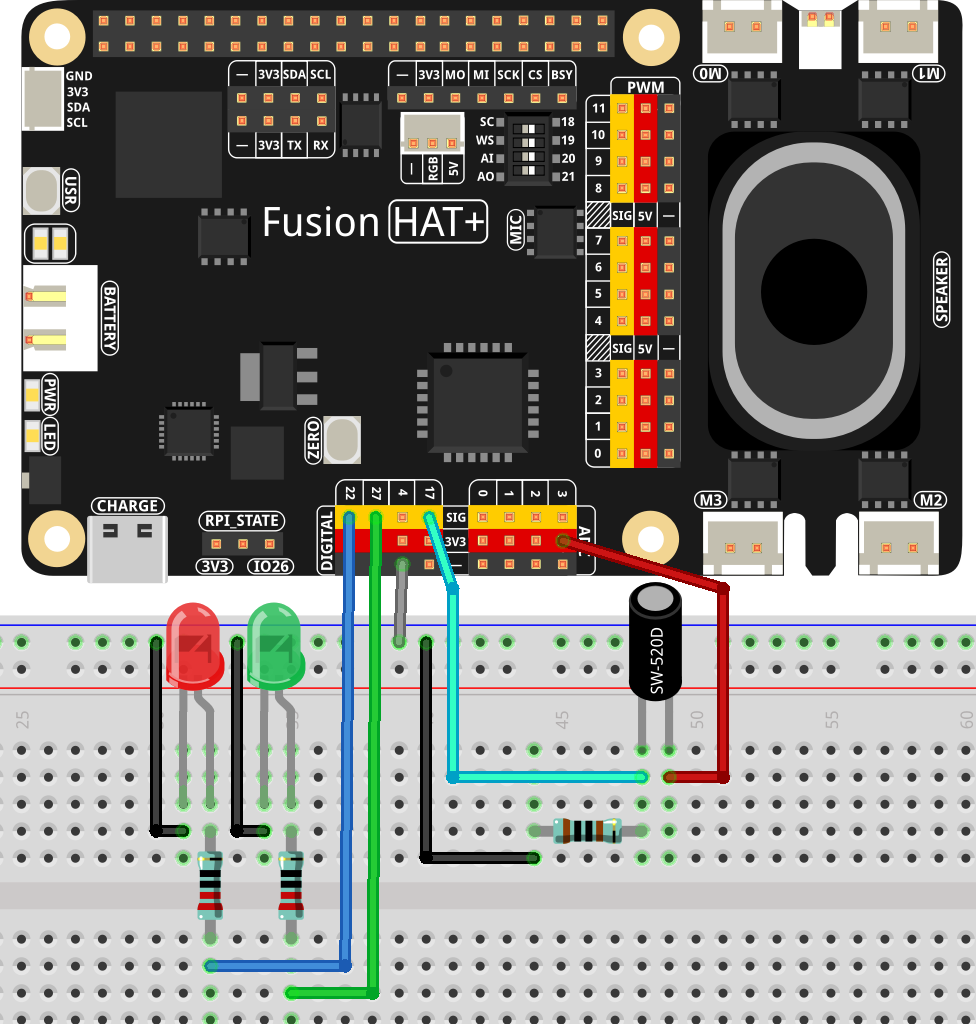 GND
3V3
SDA
SCL
— 3V3 SDA SCL
— 3V3 TX RX
— 3V3 MO MI SCK CS BSY
— RGB 5V
SC 18
WS 19
AI 20
AO 21
PWM
11
10
9
8
SIG 5V —
7
6
5
4
SIG 5V —
3
2
1
0
M0
M1
USR
Fusion HAT+
MIC
BATTERY
SPEAKER
PWR
LED
ZERO
CHARGE
RPI_STATE
3V3 IO26
DIGITAL
22 27 4 17
SIG
3V3
—
0 1 2 3
M3
M2
SW-520D
25
45
50
55
60